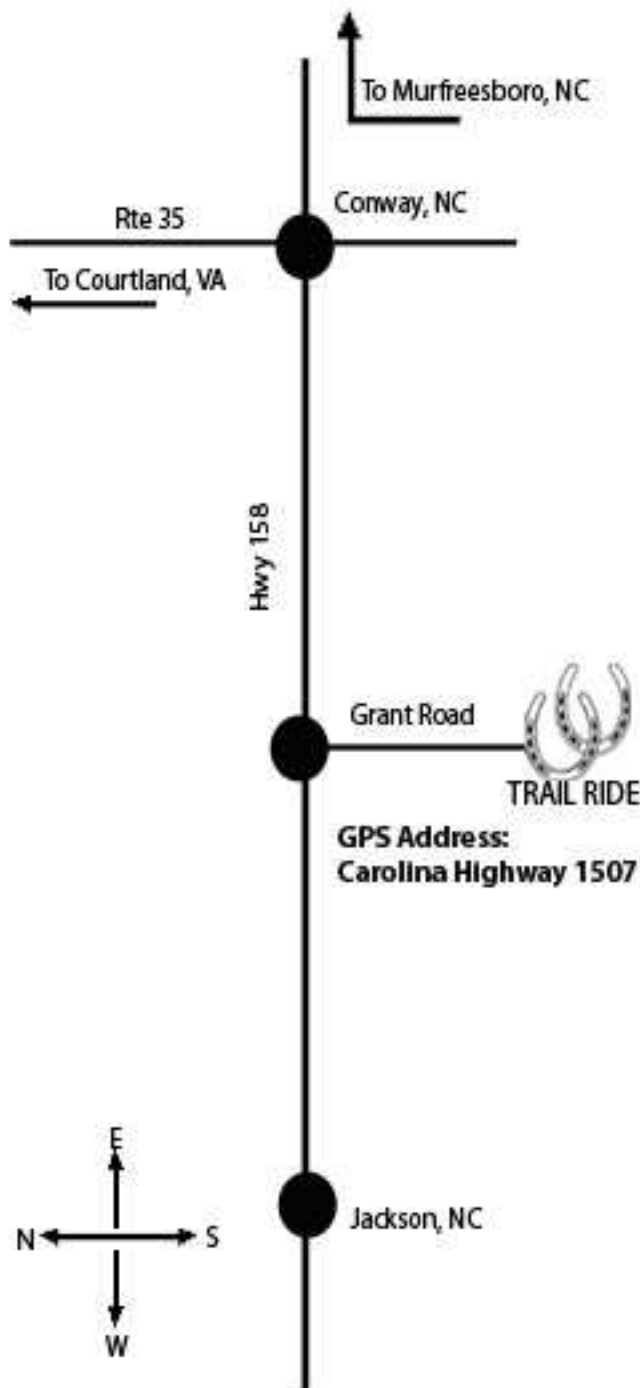 To Murfreesboro, NC
Conway, NC
Rte 35
To Courtland, VA
Hwy 158
Grant Road
TRAIL RIDE
GPS Address:
Carolina Highway 1507
E
N
S
W
Jackson, NC